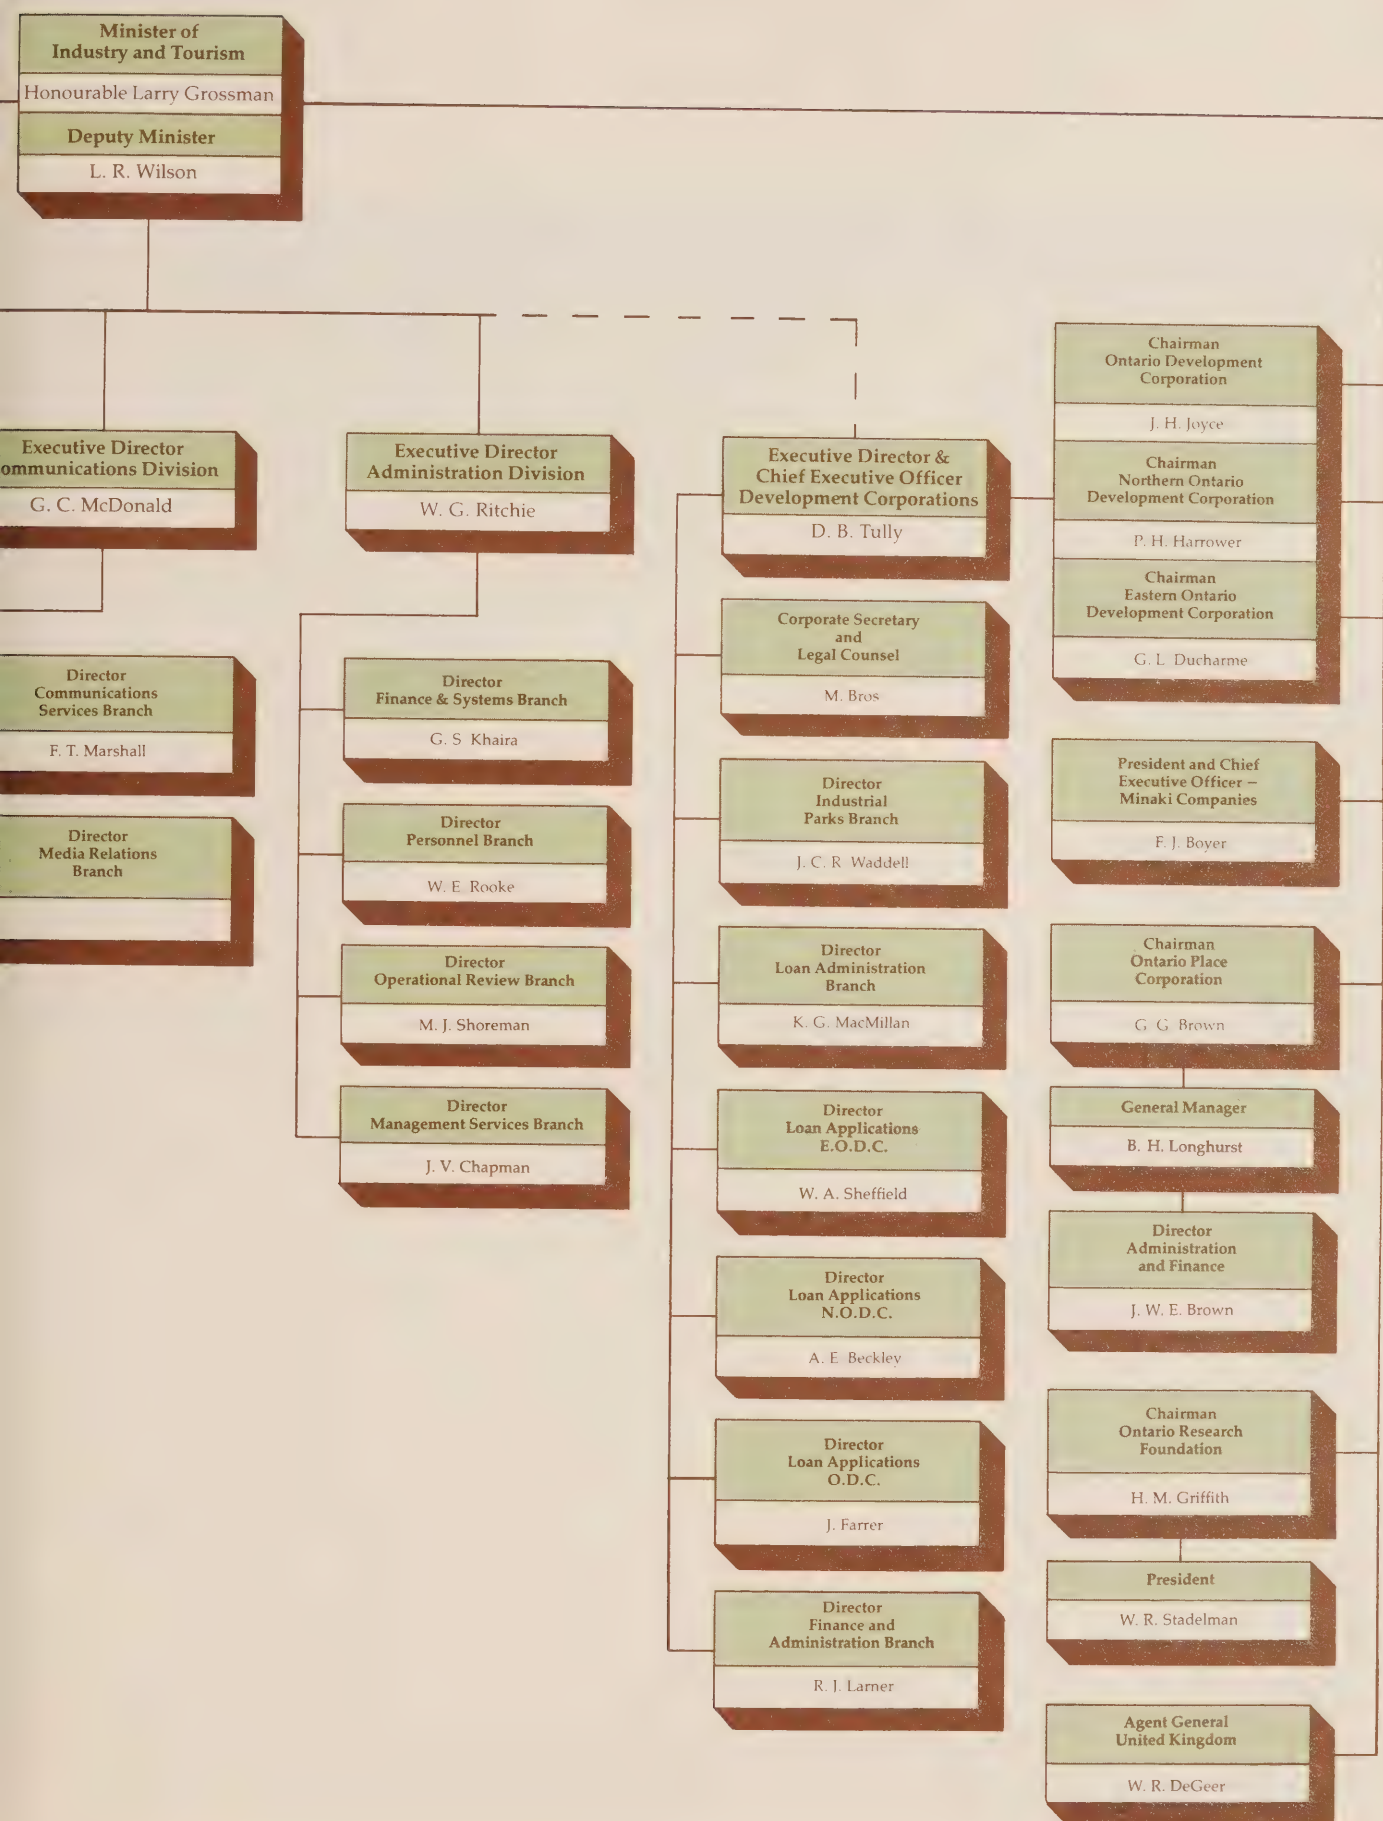 Minister of
Industry and Tourism
Honourable Larry Grossman
Deputy Minister
L. R. Wilson
Executive Director
ommunications Division
G. C. McDonald
Director
Communications
Services Branch
F. T. Marshall
Director
Media Relations
Branch
Executive Director
Administration Division
W. G. Ritchie
Director
Finance & Systems Branch
G. S Khaira
Director
Personnel Branch
W. E Rooke
Director
Operational Review Branch
M. J. Shoreman
Director
Management Services Branch
J. V. Chapman
Executive Director &
Chief Executive Officer
Development Corporations
D. B. Tully
Corporate Secretary
and
Legal Counsel
M. Bros
Director
Industrial
Parks Branch
J. C. R Waddell
Director
Loan Administration
Branch
K. G. MacMillan
Director
Loan Applications
E.O.D.C.
W. A. Sheffield
Director
Loan Applications
N.O.D.C.
A. E Beckley
Director
Loan Applications
O.D.C.
J. Farrer
Director
Finance and
Administration Branch
R. J. Larner
Chairman
Ontario Development
Corporation
J. H. Joyce
Chairman
Northern Ontario
Development Corporation
P. H. Harrower
Chairman
Eastern Ontario
Development Corporation
G. L Ducharme
President and Chief
Executive Officer –
Minaki Companies
F. J. Boyer
Chairman
Ontario Place
Corporation
G G Brown
General Manager
B. H. Longhurst
Director
Administration
and Finance
J. W. E. Brown
Chairman
Ontario Research
Foundation
H. M. Griffith
President
W. R. Stadelman
Agent General
United Kingdom
W. R. DeGeer